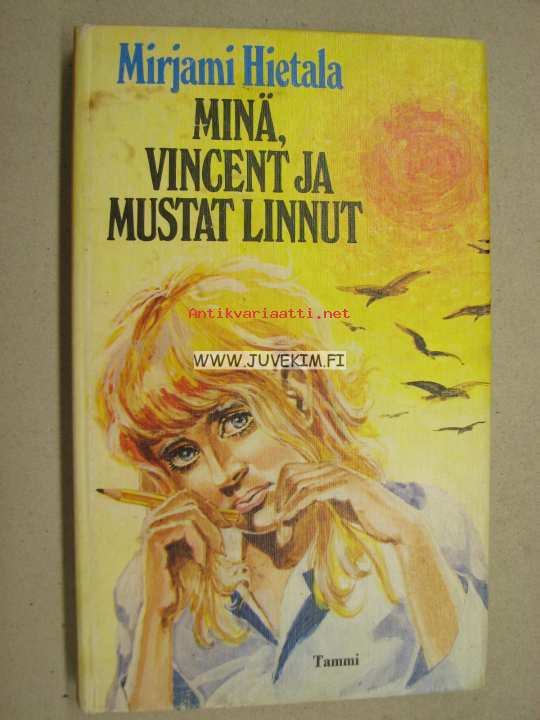 Mirjami Hietala
MINÄ,
VINCENT JA
MUSTAT LINNUT
Antikvariaatti.net
WWW.JUVEKIM.FI
Tammi